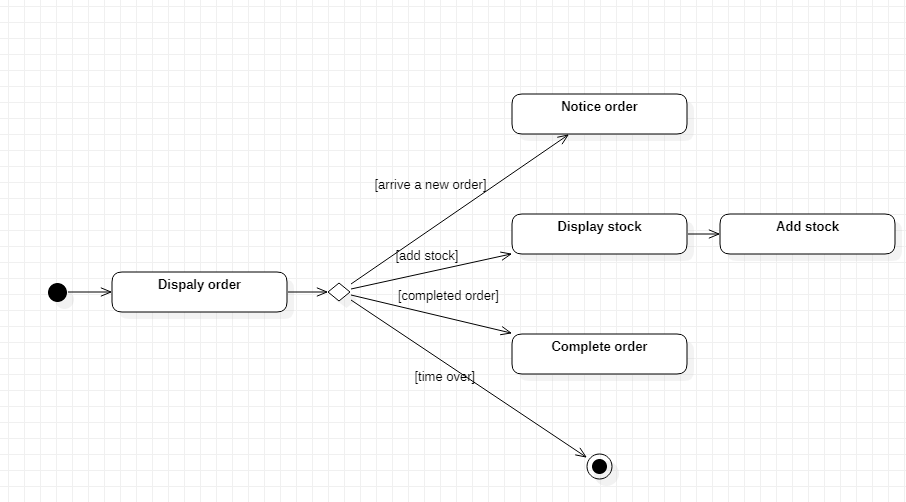 Notice order
[arrive a new order]
Display stock
Add stock
[add stock]
Dispaly order
[completed order]
Complete order
[time over]